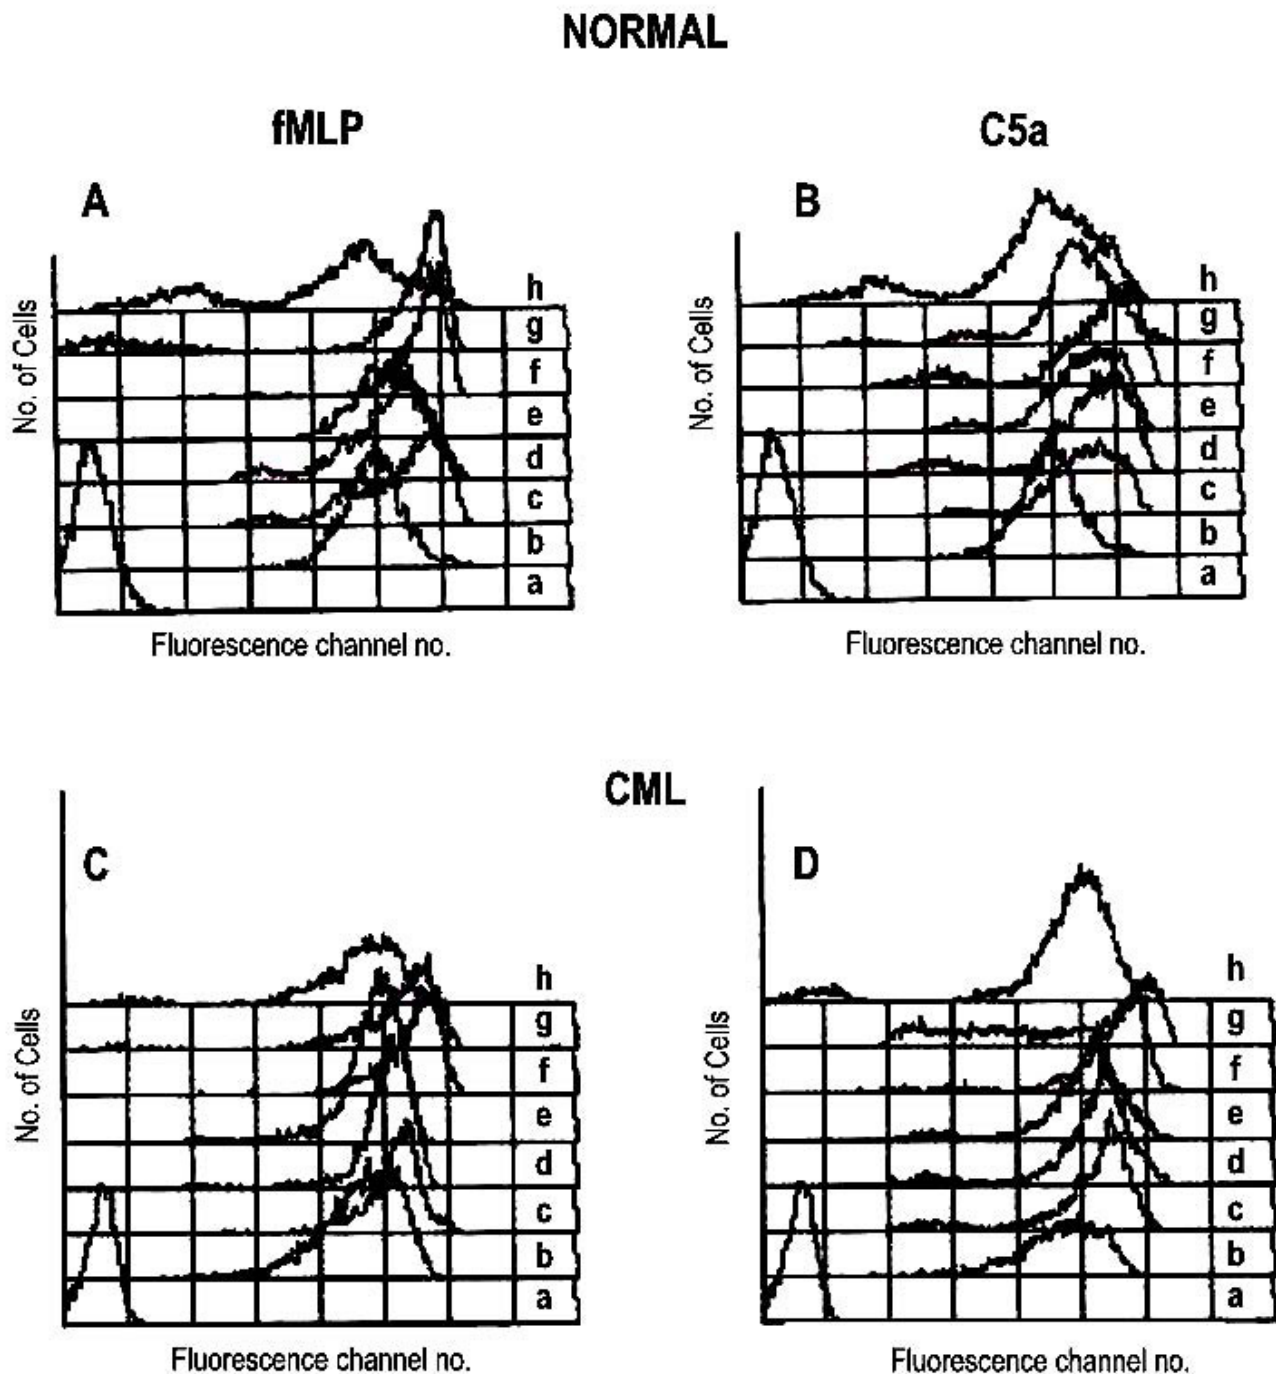 NORMAL
fMLP
C5a
A
B
No. of Cells
h
g
f
e
d
c
b
a
Fluorescence channel no.
No. of Cells
h
g
f
e
d
c
b
a
Fluorescence channel no.
CML
C
D
No. of Cells
h
g
f
e
d
c
b
a
Fluorescence channel no.
No. of Cells
h
g
f
e
d
c
b
a
Fluorescence channel no.